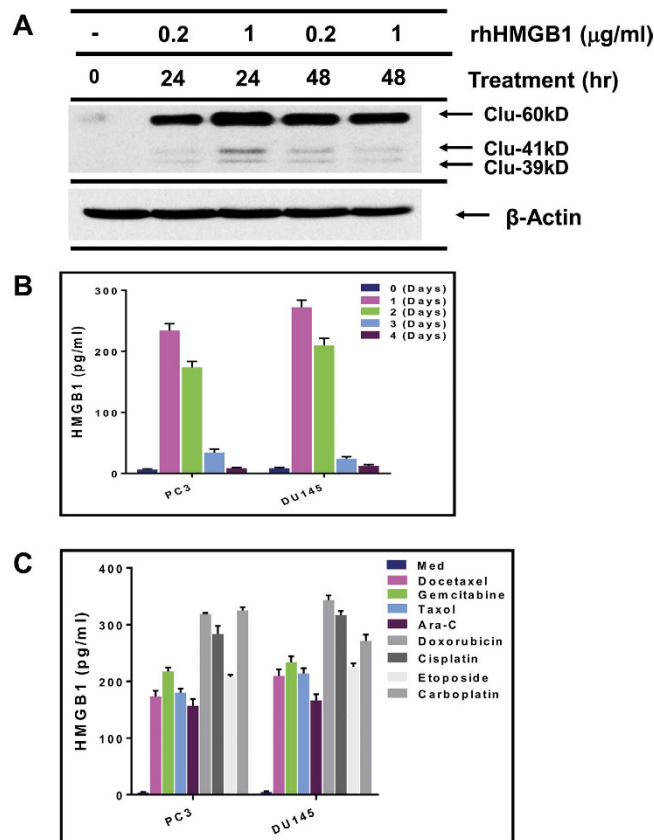 A
- 0.2 1 0.2 1 rhHMGB1 (μg/ml)
0 24 24 48 48 Treatment (hr)
Clu-60kD
Clu-41kD
Clu-39kD
β-Actin
B
300
200
100
0
HMGB1 (pg/ml)
0 (Days)
1 (Days)
2 (Days)
3 (Days)
4 (Days)
PC3 DU145
C
400
300
200
100
0
HMGB1 (pg/ml)
Med
Docetaxel
Gemcitabine
Taxol
Ara-C
Doxorubicin
Cisplatin
Etoposide
Carboplatin
PC3 DU145